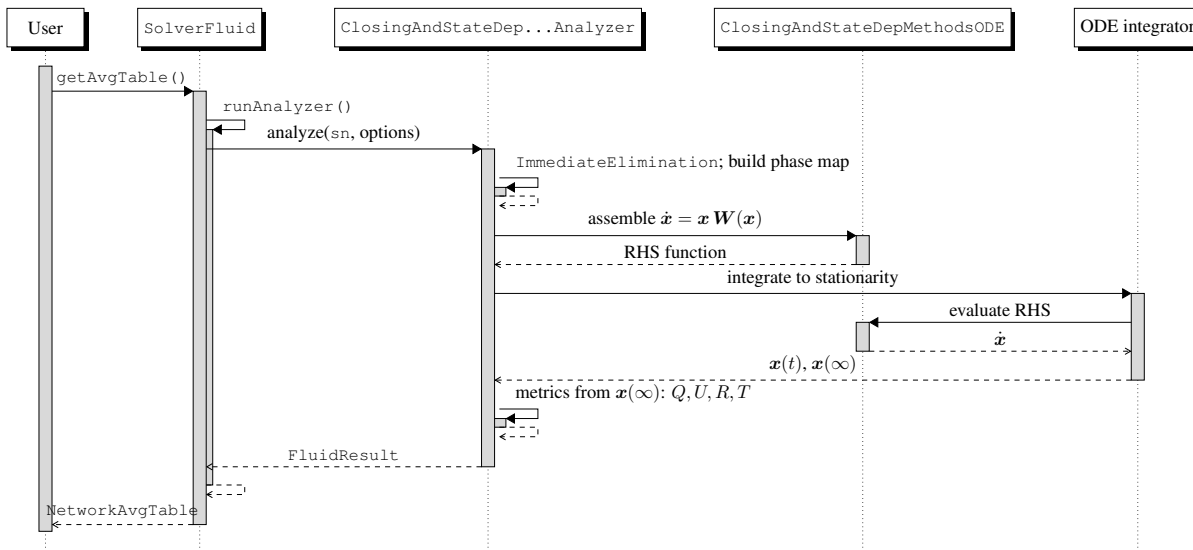 User
SolverFluid
ClosingAndStateDep...Analyzer
ClosingAndStateDepMethodsODE
ODE integrator
getAvgTable()
runAnalyzer()
analyze(sn, options)
ImmediateElimination; build phase map
assemble ẋ = x W(x)
RHS function
integrate to stationarity
evaluate RHS
ẋ
x(t), x(∞)
metrics from x(∞): Q, U, R, T
FluidResult
NetworkAvgTable